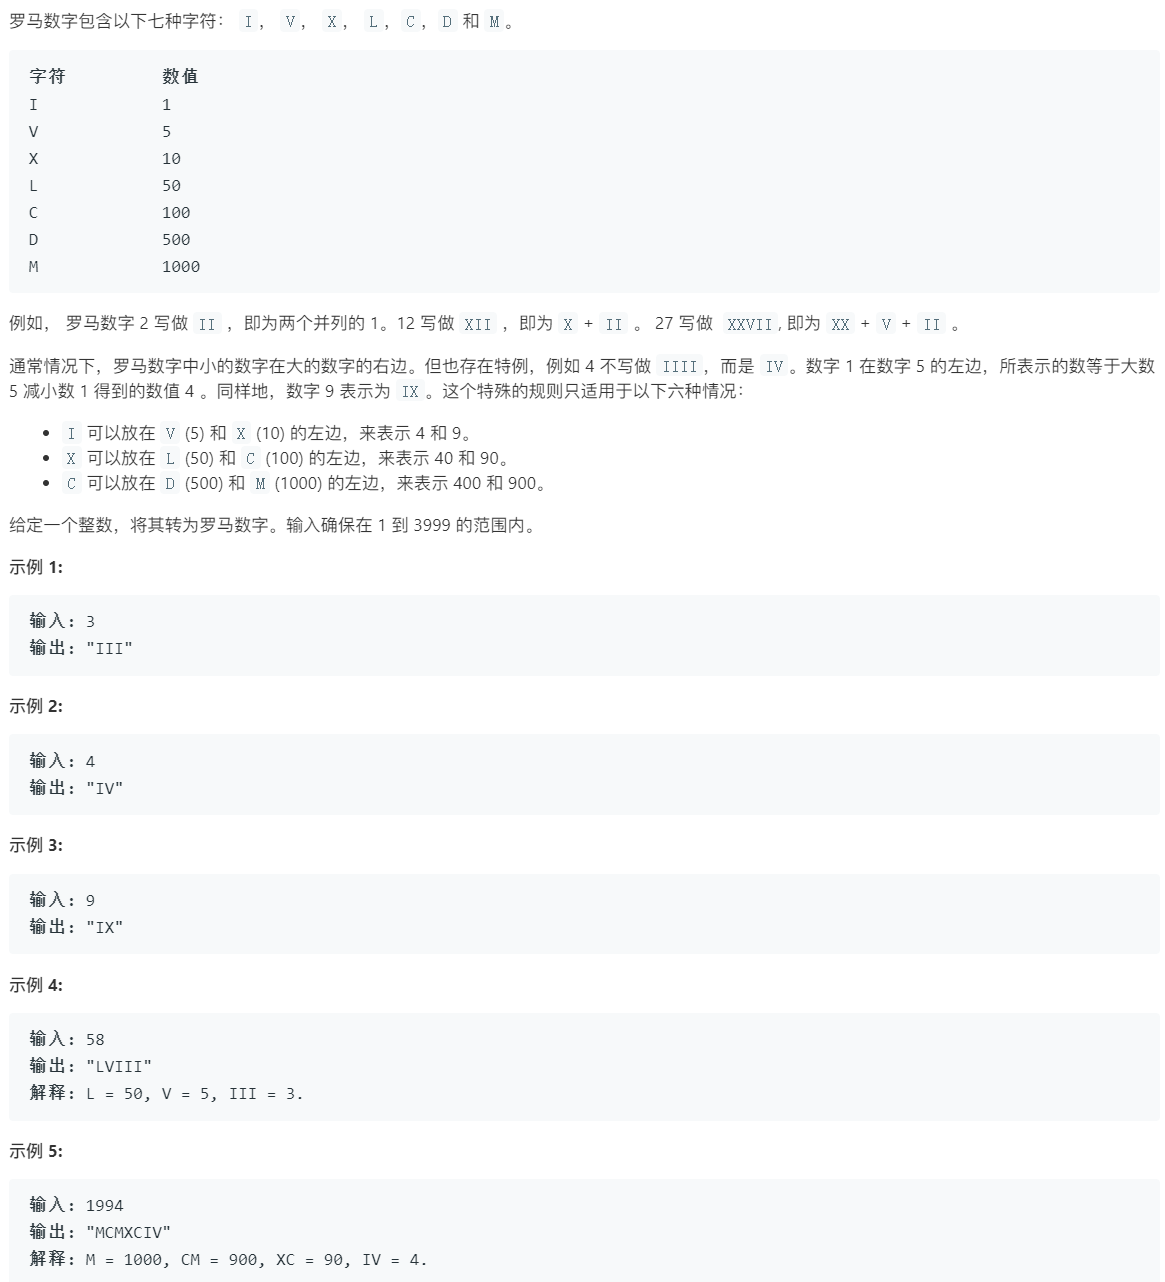 罗马数字包含以下七种字符： I， V， X， L，C，D 和 M。
字符 数值
I 1
V 5
X 10
L 50
C 100
D 500
M 1000
例如， 罗马数字 2 写做 II ，即为两个并列的 1。12 写做 XII ，即为 X + II 。 27 写做 XXVII, 即为 XX + V + II 。
通常情况下，罗马数字中小的数字在大的数字的右边。但也存在特例，例如 4 不写做 IIII，而是 IV。数字 1 在数字 5 的左边，所表示的数等于大数
5 减小数 1 得到的数值 4 。同样地，数字 9 表示为 IX。这个特殊的规则只适用于以下六种情况：
• I 可以放在 V (5) 和 X (10) 的左边，来表示 4 和 9。
• X 可以放在 L (50) 和 C (100) 的左边，来表示 40 和 90。
• C 可以放在 D (500) 和 M (1000) 的左边，来表示 400 和 900。
给定一个整数，将其转为罗马数字。输入确保在 1 到 3999 的范围内。
示例 1:
输入: 3
输出: "III"
示例 2:
输入: 4
输出: "IV"
示例 3:
输入: 9
输出: "IX"
示例 4:
输入: 58
输出: "LVIII"
解释: L = 50, V = 5, III = 3.
示例 5:
输入: 1994
输出: "MCMXCIV"
解释: M = 1000, CM = 900, XC = 90, IV = 4.